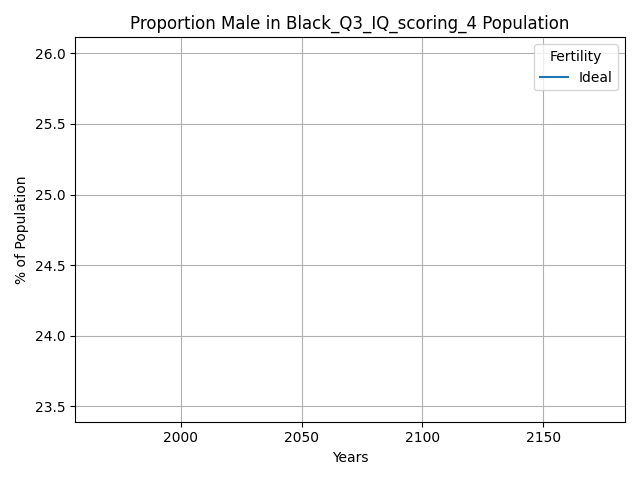 Proportion Male in Black_Q3_IQ_scoring_4 Population
Fertility
Ideal
% of Population
26.0
25.5
25.0
24.5
24.0
23.5
2000 2050 2100 2150
Years